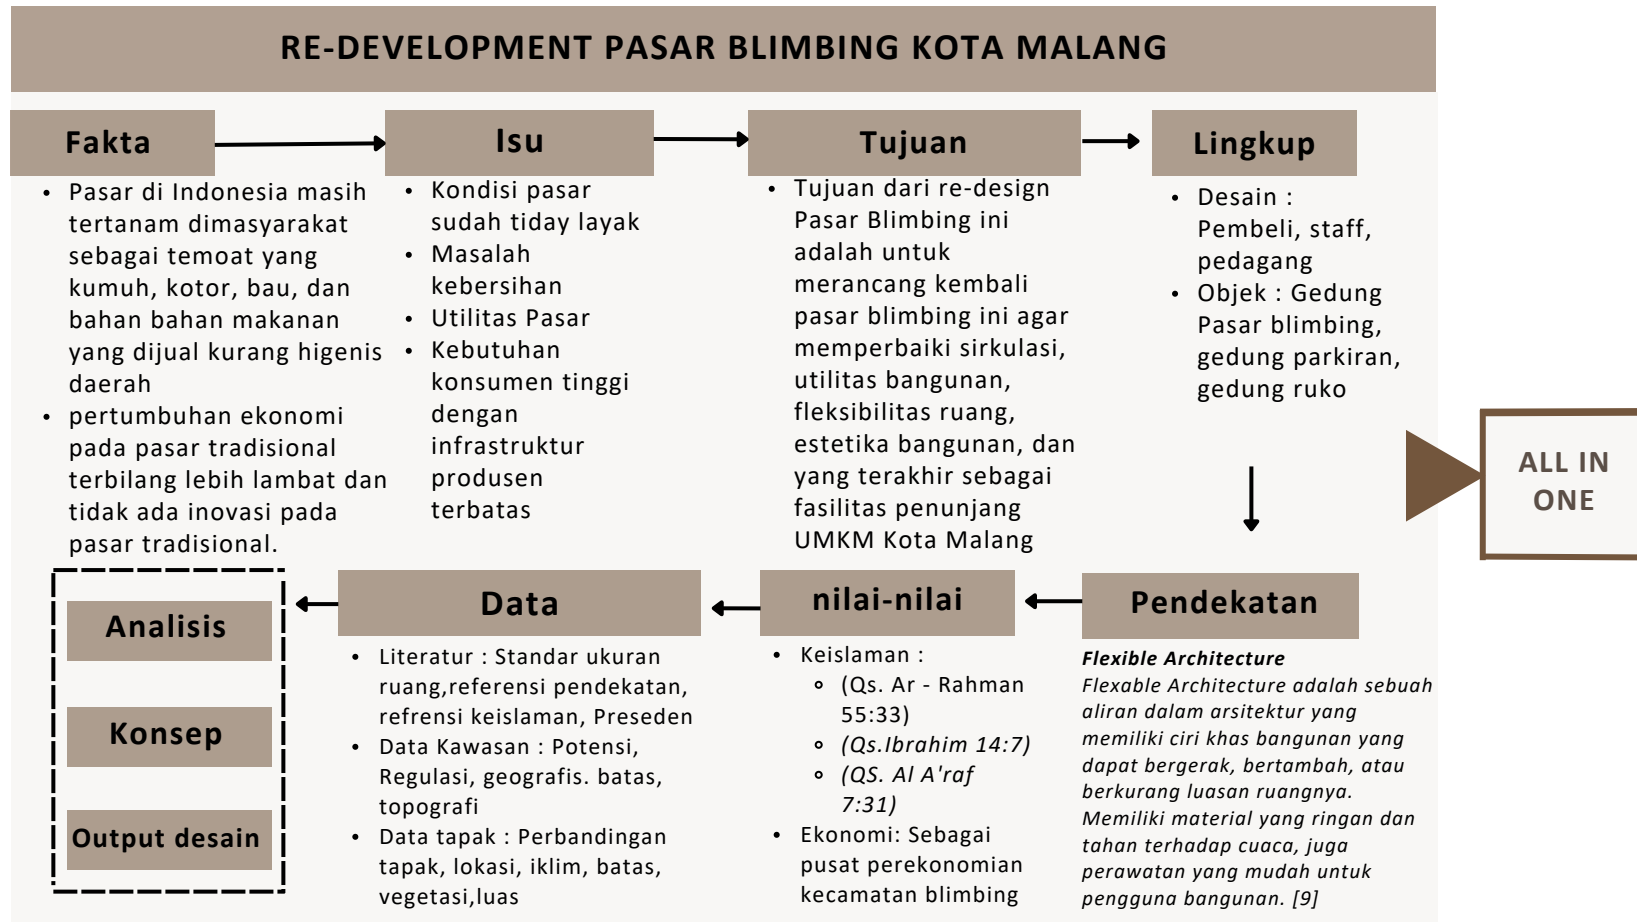 RE-DEVELOPMENT PASAR BLIMBING KOTA MALANG
Fakta
• Pasar di Indonesia masih
tertanam dimasyarakat
sebagai temoat yang
kumuh, kotor, bau, dan
bahan bahan makanan
yang dijual kurang higenis
daerah
• pertumbuhan ekonomi
pada pasar tradisional
terbilang lebih lambat dan
tidak ada inovasi pada
pasar tradisional.
Isu
• Kondisi pasar
sudah tiday layak
• Masalah
kebersihan
• Utilitas Pasar
• Kebutuhan
konsumen tinggi
dengan
infrastruktur
produsen
terbatas
Tujuan
• Tujuan dari re-design
Pasar Blimbing ini
adalah untuk
merancang kembali
pasar blimbing ini agar
memperbaiki sirkulasi,
utilitas bangunan,
fleksibilitas ruang,
estetika bangunan, dan
yang terakhir sebagai
fasilitas penunjang
UMKM Kota Malang
Lingkup
• Desain :
Pembeli, staff,
pedagang
• Objek : Gedung
Pasar blimbing,
gedung parkiran,
gedung ruko
ALL IN
ONE
Pendekatan
Flexible Architecture
Flexable Architecture adalah sebuah
aliran dalam arsitektur yang
memiliki ciri khas bangunan yang
dapat bergerak, bertambah, atau
berkurang luasan ruangnya.
Memiliki material yang ringan dan
tahan terhadap cuaca, juga
perawatan yang mudah untuk
pengguna bangunan. [9]
nilai-nilai
• Keislaman :
(Qs. Ar - Rahman
55:33)
(Qs.Ibrahim 14:7)
(QS. Al A'raf
7:31)
• Ekonomi: Sebagai
pusat perekonomian
kecamatan blimbing
Data
• Literatur : Standar ukuran
ruang,referensi pendekatan,
refrensi keislaman, Preseden
• Data Kawasan : Potensi,
Regulasi, geografis. batas,
topografi
• Data tapak : Perbandingan
tapak, lokasi, iklim, batas,
vegetasi,luas
Analisis
Konsep
Output desain